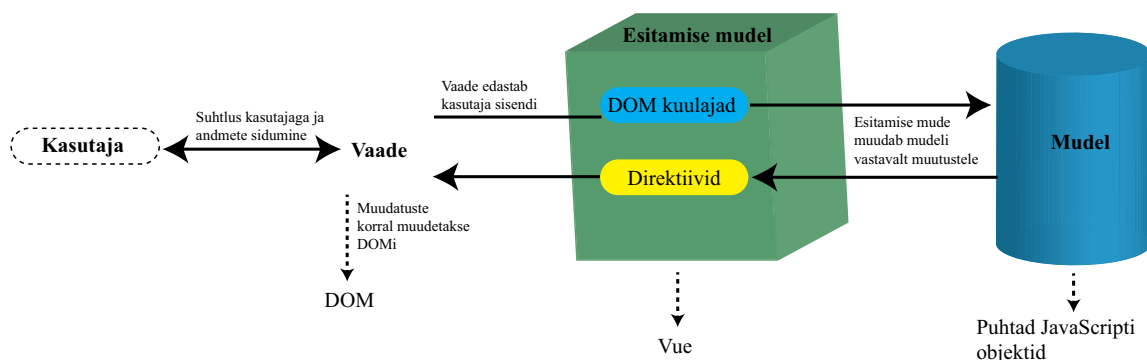 Esitamise mudel
Vaade edastab
kasutaja sisendi
DOM kuulajad
Suhtlus kasutajaga ja
andmete sidumine
Esitamise mude
muudab mudeli
vastavalt muutustele
Kasutaja
Vaade
Mudel
Direktiivid
Muudatuste
korral muudetakse
DOMi
DOM
Vue
Puhtad JavaScripti
objektid